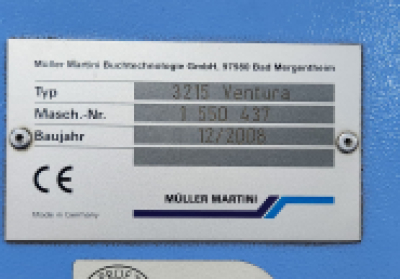 Müller Martini Buchtechnologie GmbH, 97980 Bad Mergentheim
Typ 3215 Ventura
Masch.-Nr. 1 550 437
Baujahr 12/2008
CE
MÜLLER MARTINI
Made in Germany